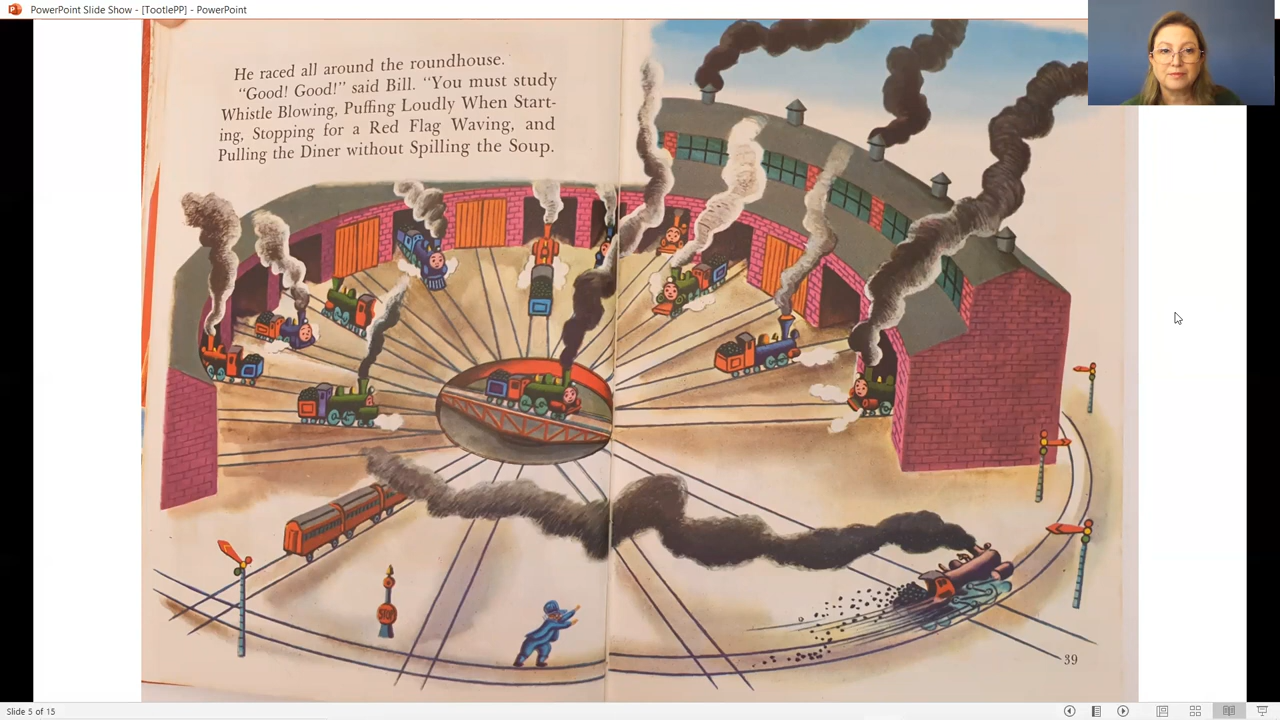 PowerPoint Slide Show - [TootlePP] - PowerPoint
He raced all around the roundhouse.
“Good! Good!” said Bill. “You must study
Whistle Blowing, Puffing Loudly When Start-
ing, Stopping for a Red Flag Waving, and
Pulling the Diner without Spilling the Soup.
39
Slide 5 of 15